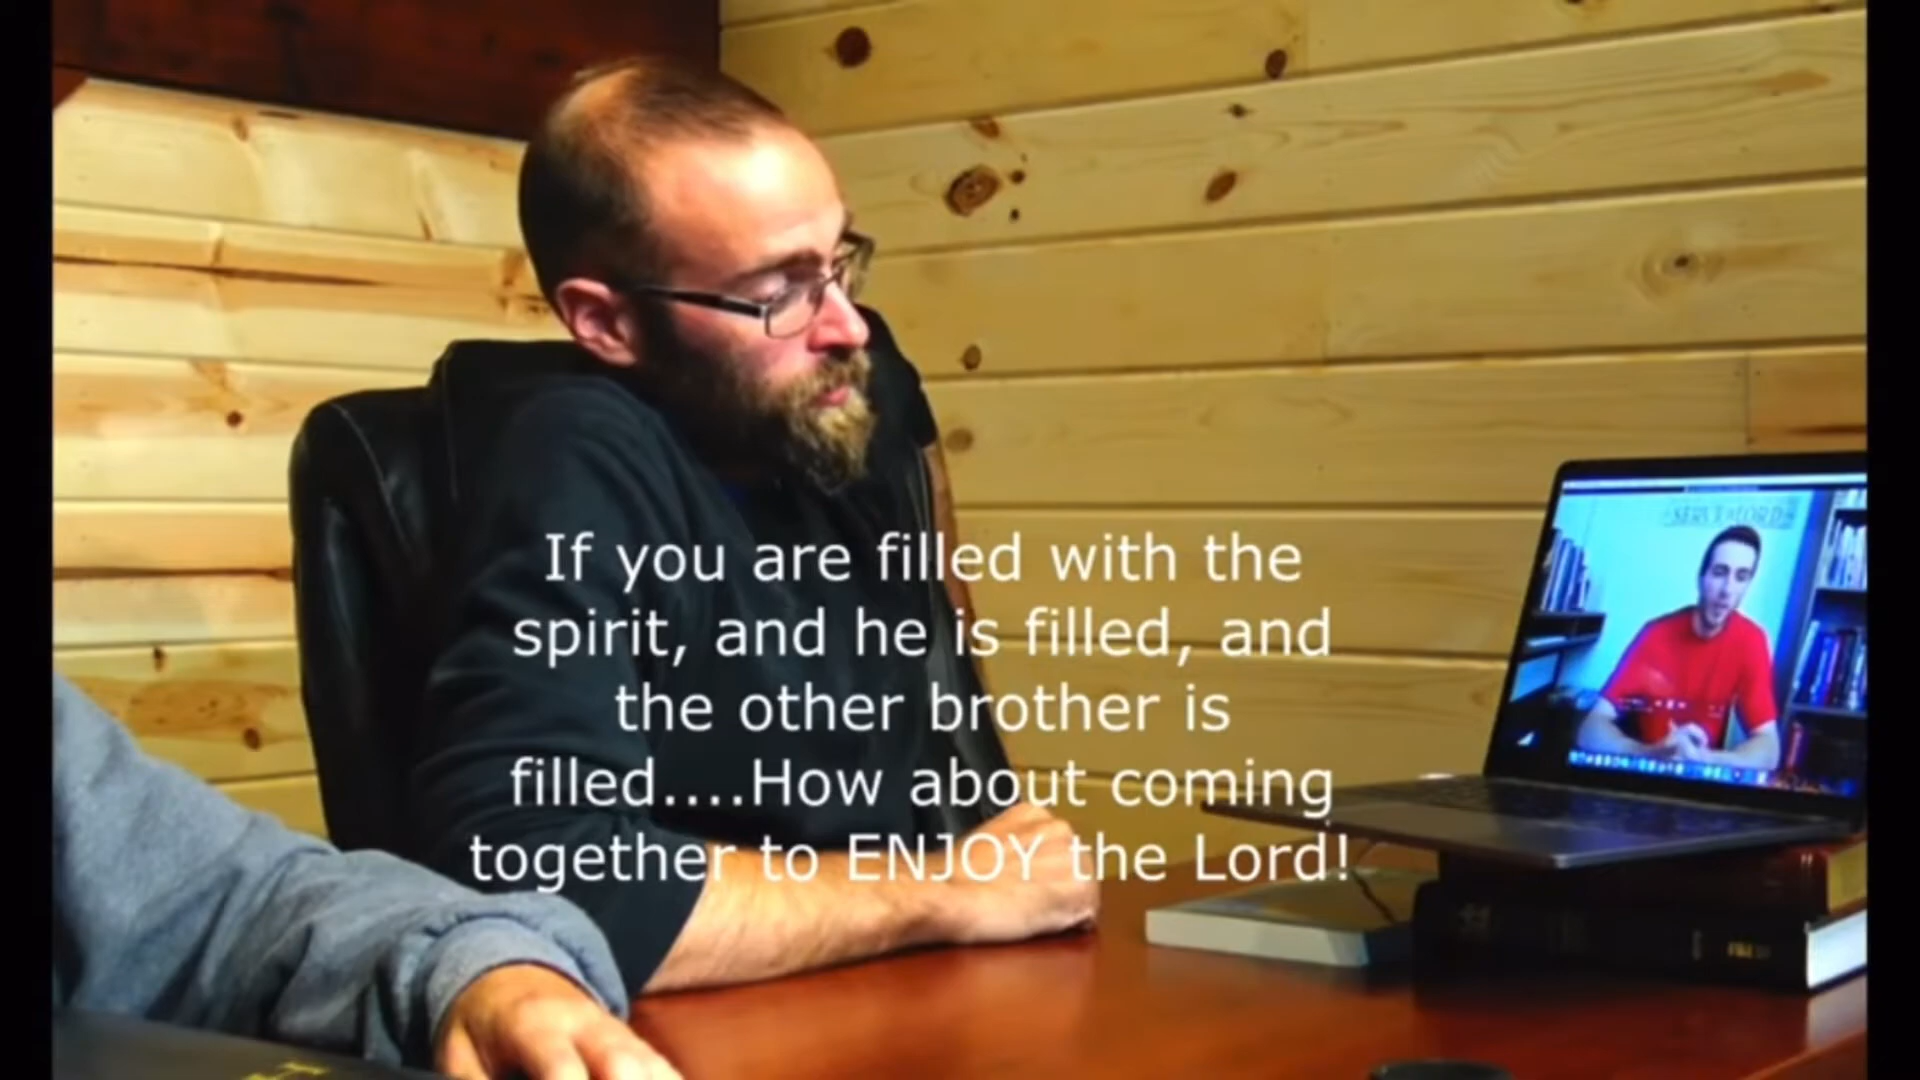 If you are filled with the
spirit, and he is filled, and
the other brother is
filled....How about coming
together to ENJOY the Lord!